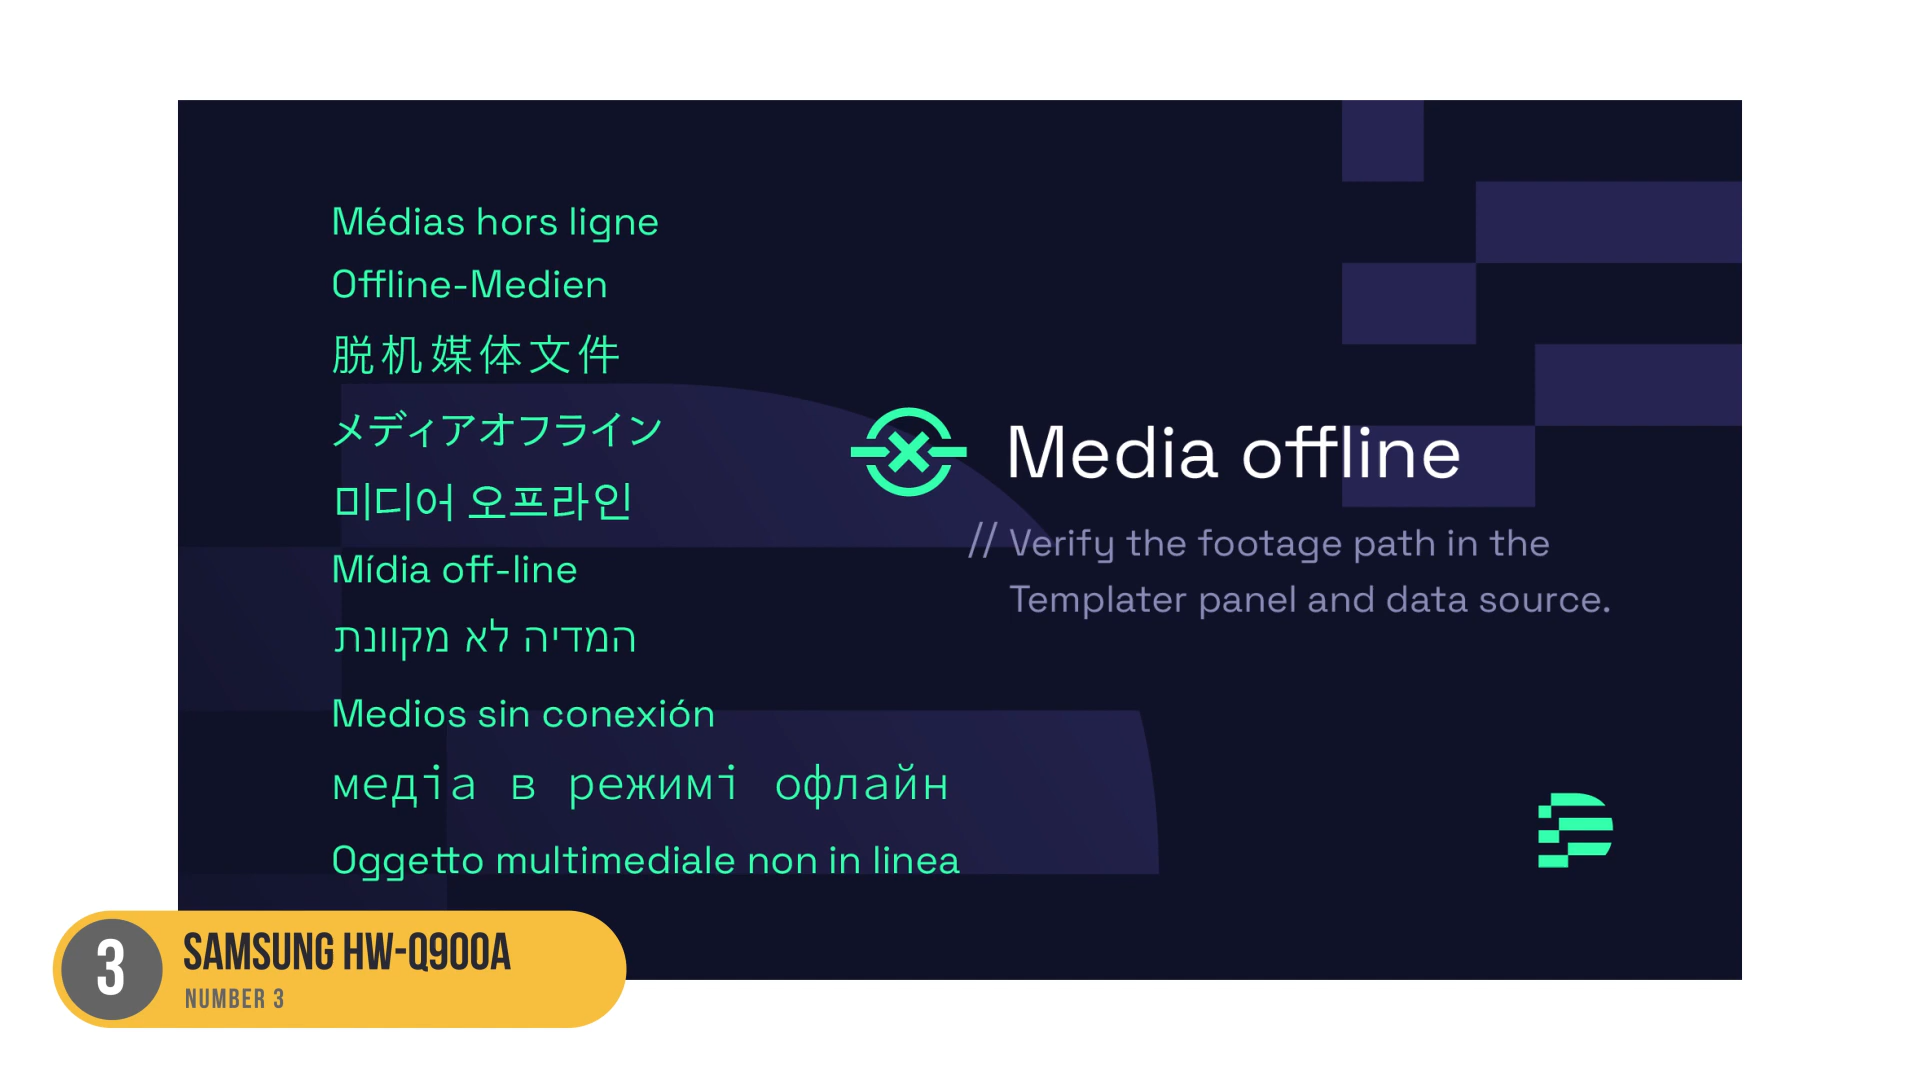 Médias hors ligne
Offline-Medien
脱机媒体文件
メディアオフライン
미디어 오프라인
Mídia off-line
המדיה לא מקוונת
Medios sin conexión
медіа в режимі офлайн
Oggetto multimediale non in linea
Media offline
// Verify the footage path in the
Templater panel and data source.
3
SAMSUNG HW-Q900A
NUMBER 3